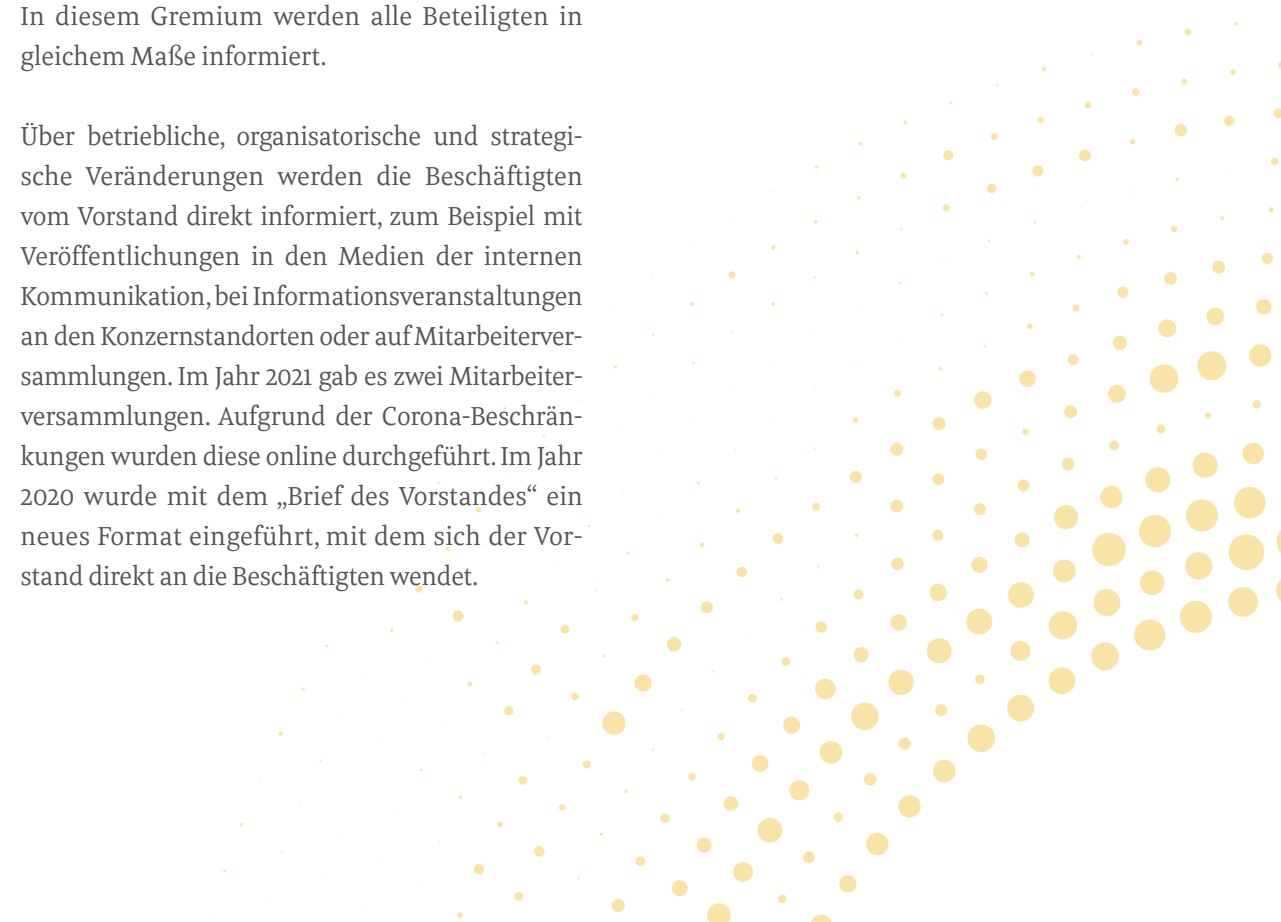 In diesem Gremium werden alle Beteiligten in
gleichem Maße informiert.
Über betriebliche, organisatorische und strategi-
sche Veränderungen werden die Beschäftigten
vom Vorstand direkt informiert, zum Beispiel mit
Veröffentlichungen in den Medien der internen
Kommunikation, bei Informationsveranstaltungen
an den Konzernstandorten oder auf Mitarbeiterver-
sammlungen. Im Jahr 2021 gab es zwei Mitarbeiter-
versammlungen. Aufgrund der Corona-Beschrän-
kungen wurden diese online durchgeführt. Im Jahr
2020 wurde mit dem „Brief des Vorstandes“ ein
neues Format eingeführt, mit dem sich der Vor-
stand direkt an die Beschäftigten wendet.